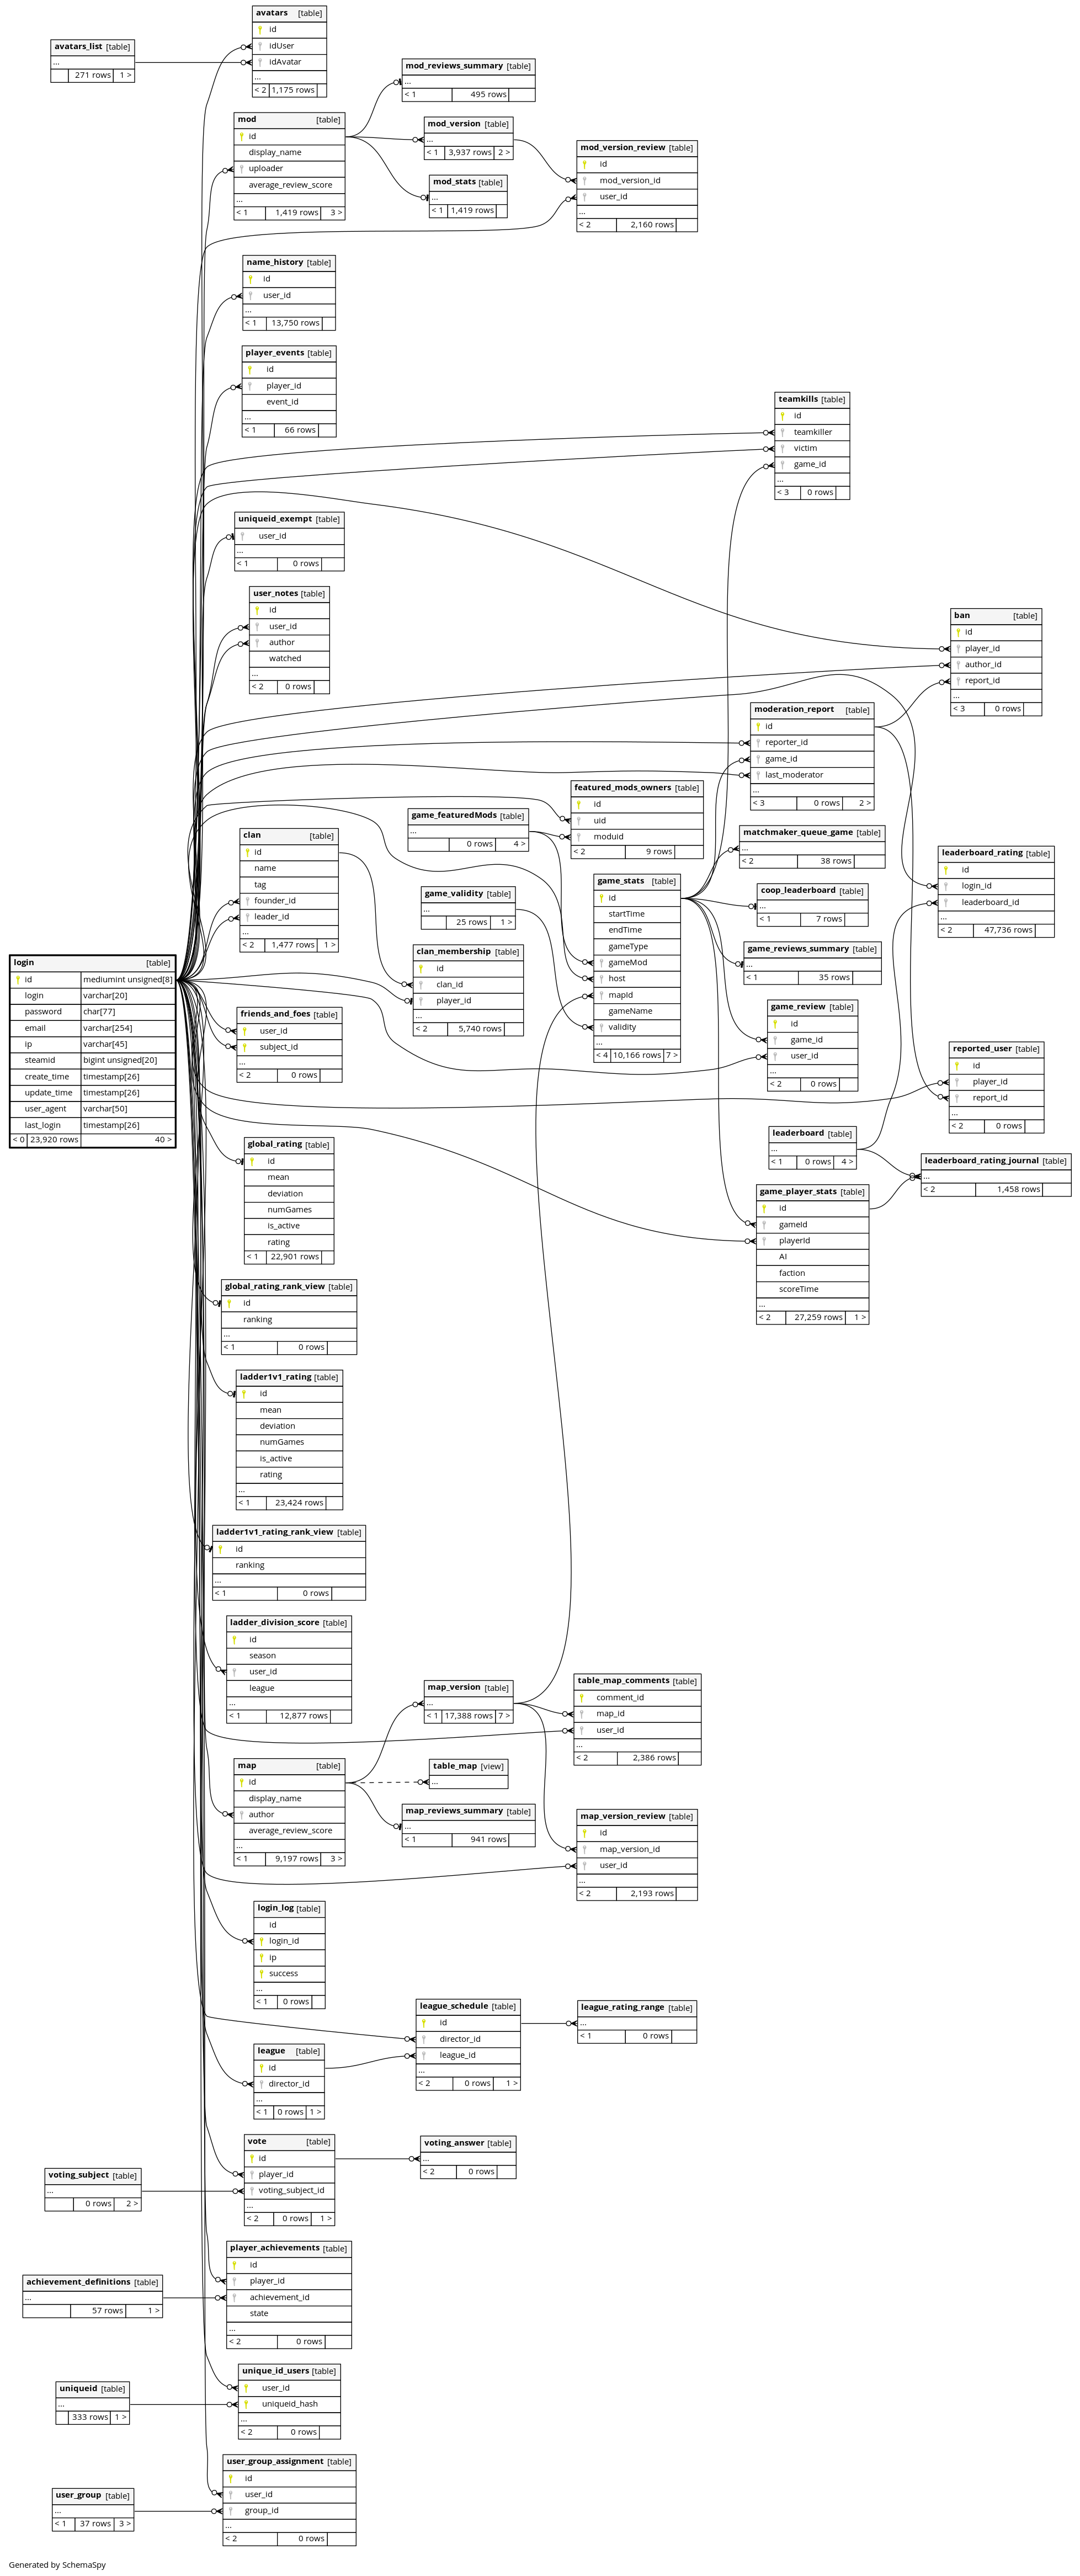 avatars [table]
id
idUser
idAvatar
...
< 2 1,175 rows
avatars_list [table]
...
271 rows 1 >
mod_reviews_summary [table]
...
< 1 495 rows
mod [table]
id
display_name
uploader
average_review_score
...
< 1 1,419 rows 3 >
mod_version [table]
...
< 1 3,937 rows 2 >
mod_version_review [table]
id
mod_version_id
user_id
...
< 2 2,160 rows
mod_stats [table]
...
< 1 1,419 rows
name_history [table]
id
user_id
...
< 1 13,750 rows
player_events [table]
id
player_id
event_id
...
< 1 66 rows
teamkills [table]
id
teamkiller
victim
game_id
...
< 3 0 rows
uniqueid_exempt [table]
user_id
...
< 1 0 rows
user_notes [table]
id
user_id
author
watched
...
< 2 0 rows
ban [table]
id
player_id
author_id
report_id
...
< 3 0 rows
moderation_report [table]
id
reporter_id
game_id
last_moderator
...
< 3 0 rows 2 >
featured_mods_owners [table]
id
uid
moduid
< 2 9 rows
game_featuredMods [table]
...
0 rows 4 >
matchmaker_queue_game [table]
...
< 2 38 rows
clan [table]
id
name
tag
founder_id
leader_id
...
< 2 1,477 rows 1 >
leaderboard_rating [table]
id
login_id
leaderboard_id
...
< 2 47,736 rows
game_stats [table]
id
startTime
endTime
gameType
gameMod
host
mapId
gameName
validity
...
< 4 10,166 rows 7 >
coop_leaderboard [table]
...
< 1 7 rows
game_validity [table]
...
25 rows 1 >
game_reviews_summary [table]
...
< 1 35 rows
clan_membership [table]
id
clan_id
player_id
...
< 2 5,740 rows
login [table]
id mediumint unsigned[8]
login varchar[20]
password char[77]
email varchar[254]
ip varchar[45]
steamid bigint unsigned[20]
create_time timestamp[26]
update_time timestamp[26]
user_agent varchar[50]
last_login timestamp[26]
< 0 23,920 rows 40 >
game_review [table]
id
game_id
user_id
...
< 2 0 rows
friends_and_foes [table]
user_id
subject_id
...
< 2 0 rows
reported_user [table]
id
player_id
report_id
...
< 2 0 rows
leaderboard [table]
...
< 1 0 rows 4 >
global_rating [table]
id
mean
deviation
numGames
is_active
rating
< 1 22,901 rows
leaderboard_rating_journal [table]
...
< 2 1,458 rows
game_player_stats [table]
id
gameId
playerId
AI
faction
scoreTime
...
< 2 27,259 rows 1 >
global_rating_rank_view [table]
id
ranking
...
< 1 0 rows
ladder1v1_rating [table]
id
mean
deviation
numGames
is_active
rating
...
< 1 23,424 rows
ladder1v1_rating_rank_view [table]
id
ranking
...
< 1 0 rows
ladder_division_score [table]
id
season
user_id
league
...
< 1 12,877 rows
map_version [table]
...
< 1 17,388 rows 7 >
table_map_comments [table]
comment_id
map_id
user_id
...
< 2 2,386 rows
map [table]
id
display_name
author
average_review_score
...
< 1 9,197 rows 3 >
table_map [view]
...
map_reviews_summary [table]
...
< 1 941 rows
map_version_review [table]
id
map_version_id
user_id
...
< 2 2,193 rows
login_log [table]
id
login_id
ip
success
...
< 1 0 rows
league_schedule [table]
id
director_id
league_id
...
< 2 0 rows 1 >
league_rating_range [table]
...
< 1 0 rows
league [table]
id
director_id
...
< 1 0 rows 1 >
vote [table]
id
player_id
voting_subject_id
...
< 2 0 rows 1 >
voting_answer [table]
...
< 2 0 rows
voting_subject [table]
...
0 rows 2 >
player_achievements [table]
id
player_id
achievement_id
state
...
< 2 0 rows
achievement_definitions [table]
...
57 rows 1 >
unique_id_users [table]
user_id
uniqueid_hash
...
< 2 0 rows
uniqueid [table]
...
333 rows 1 >
user_group_assignment [table]
id
user_id
group_id
...
< 2 0 rows
user_group [table]
...
< 1 37 rows 3 >
Generated by SchemaSpy